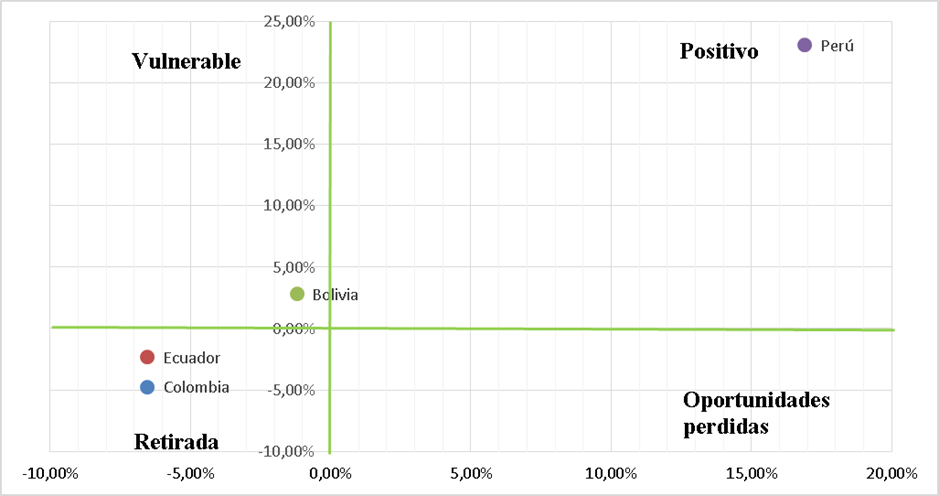 25,00%
Vulnerable
Positivo
Perú
20,00%
15,00%
10,00%
5,00%
Bolivia
0,00%
Ecuador
Colombia
-5,00%
Oportunidades
perdidas
Retirada
-10,00%
-10,00% -5,00% 0,00% 5,00% 10,00% 15,00% 20,00%